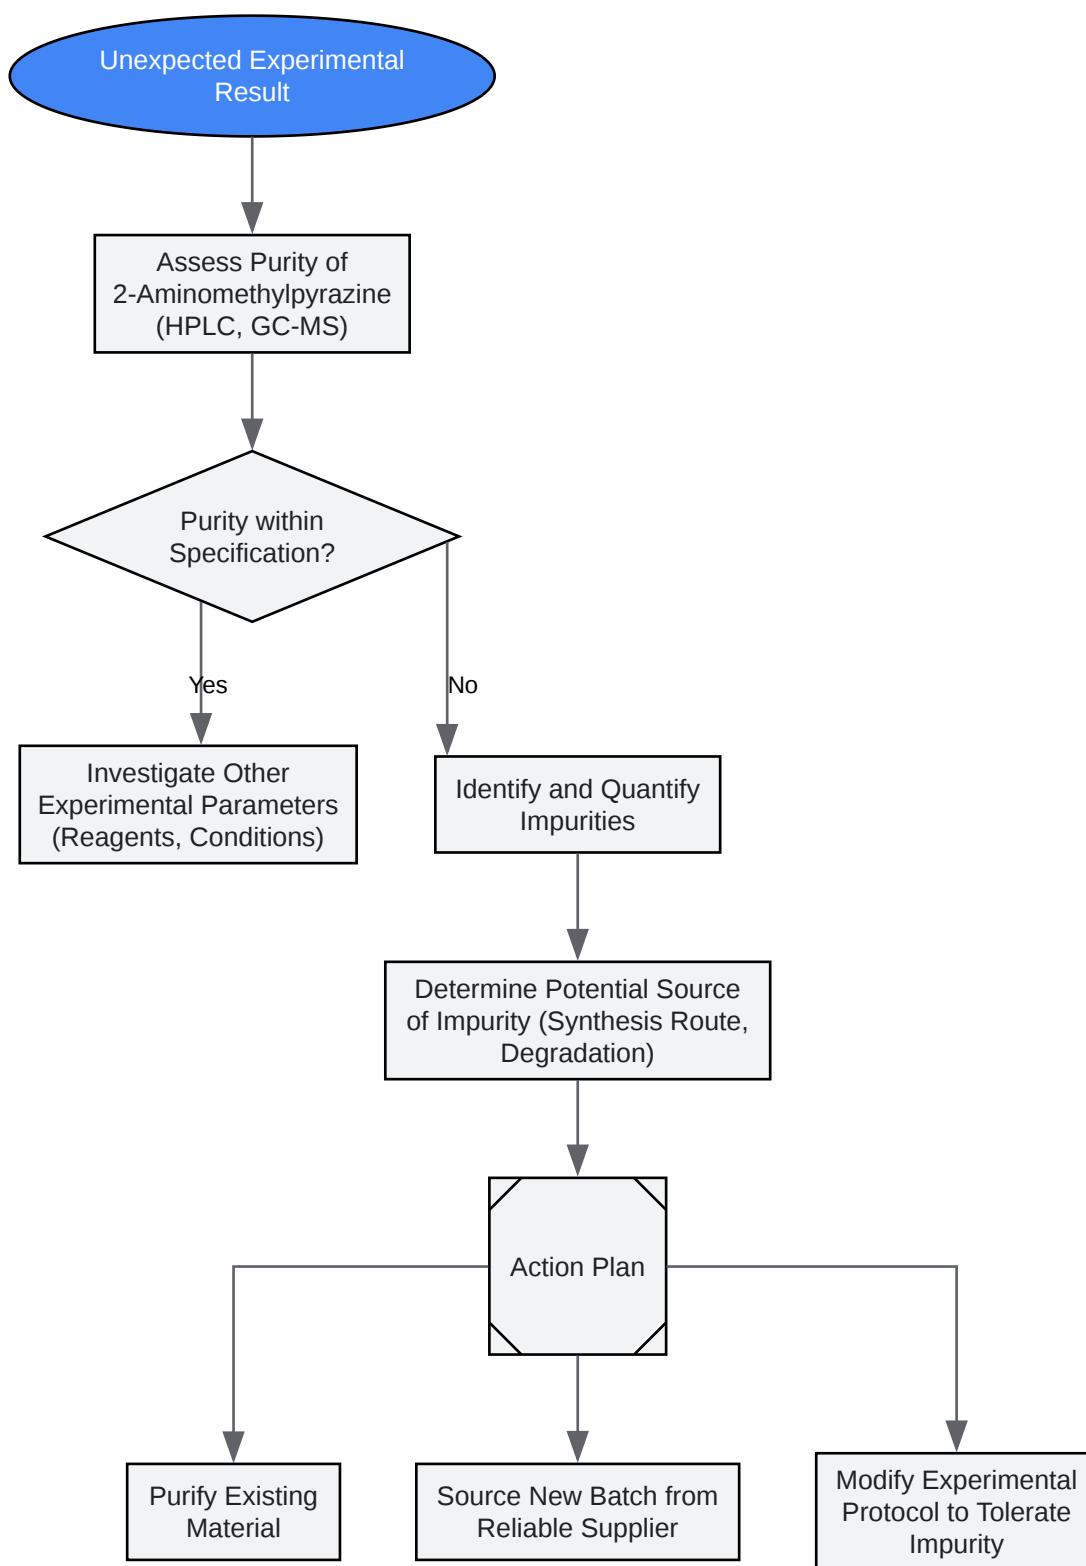 Unexpected Experimental
Result
Assess Purity of
2-Aminomethylpyrazine
(HPLC, GC-MS)
Purity within
Specification?
Yes
No
Investigate Other
Experimental Parameters
(Reagents, Conditions)
Identify and Quantify
Impurities
Determine Potential Source
of Impurity (Synthesis Route,
Degradation)
Action Plan
Purify Existing
Material
Source New Batch from
Reliable Supplier
Modify Experimental
Protocol to Tolerate
Impurity